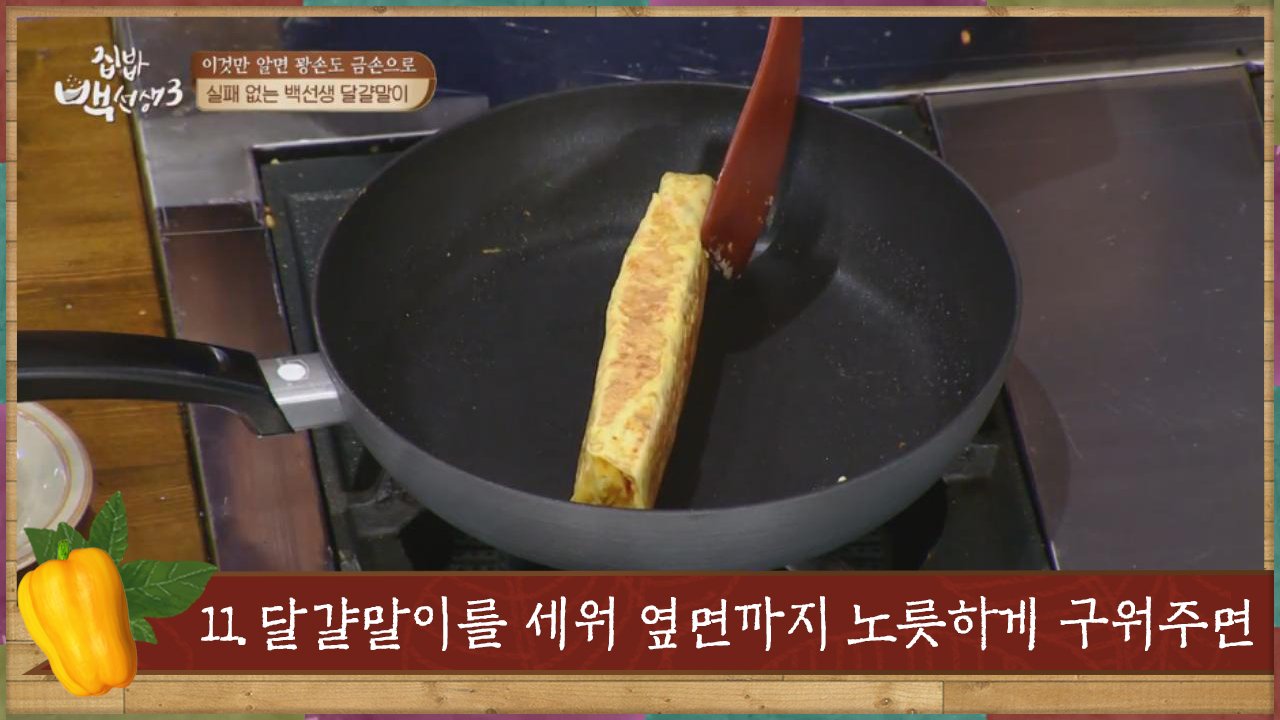 집밥
백선생3
이것만 알면 꽝손도 금손으로
실패 없는 백선생 달걀말이
11. 달걀말이를 세워 옆면까지 노릇하게 구워주면